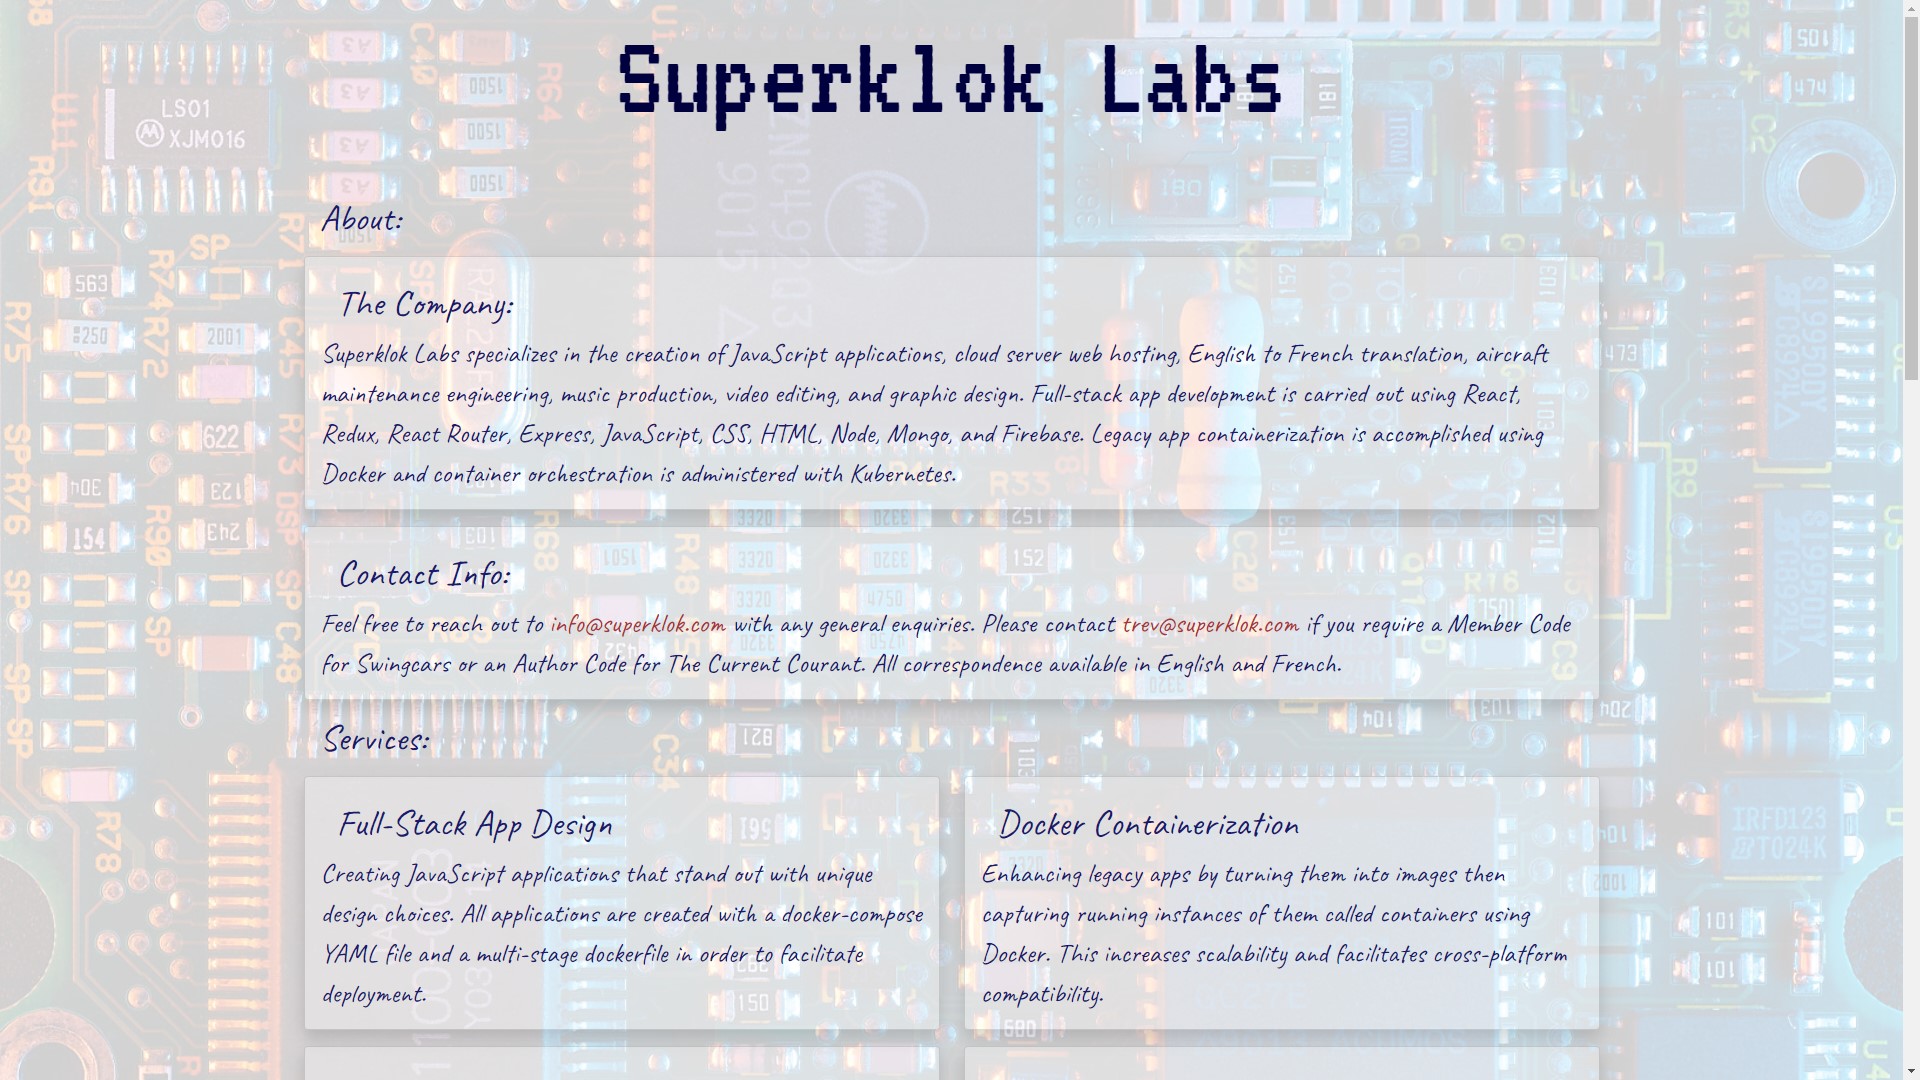 Superklok Labs
About:
The Company:
Superklok Labs specializes in the creation of JavaScript applications, cloud server web hosting, English to French translation, aircraft
maintenance engineering, music production, video editing, and graphic design. Full-stack app development is carried out using React,
Redux, React Router, Express, JavaScript, CSS, HTML, Node, Mongo, and Firebase. Legacy app containerization is accomplished using
Docker and container orchestration is administered with Kubernetes.
Contact Info:
Feel free to reach out to info@superklok.com with any general enquiries. Please contact trev@superklok.com if you require a Member Code
for Swingcars or an Author Code for The Current Courant. All correspondence available in English and French.
Services:
Full-Stack App Design
Creating JavaScript applications that stand out with unique
design choices. All applications are created with a docker-compose
YAML file and a multi-stage dockerfile in order to facilitate
deployment.
Docker Containerization
Enhancing legacy apps by turning them into images then
capturing running instances of them called containers using
Docker. This increases scalability and facilitates cross-platform
compatibility.